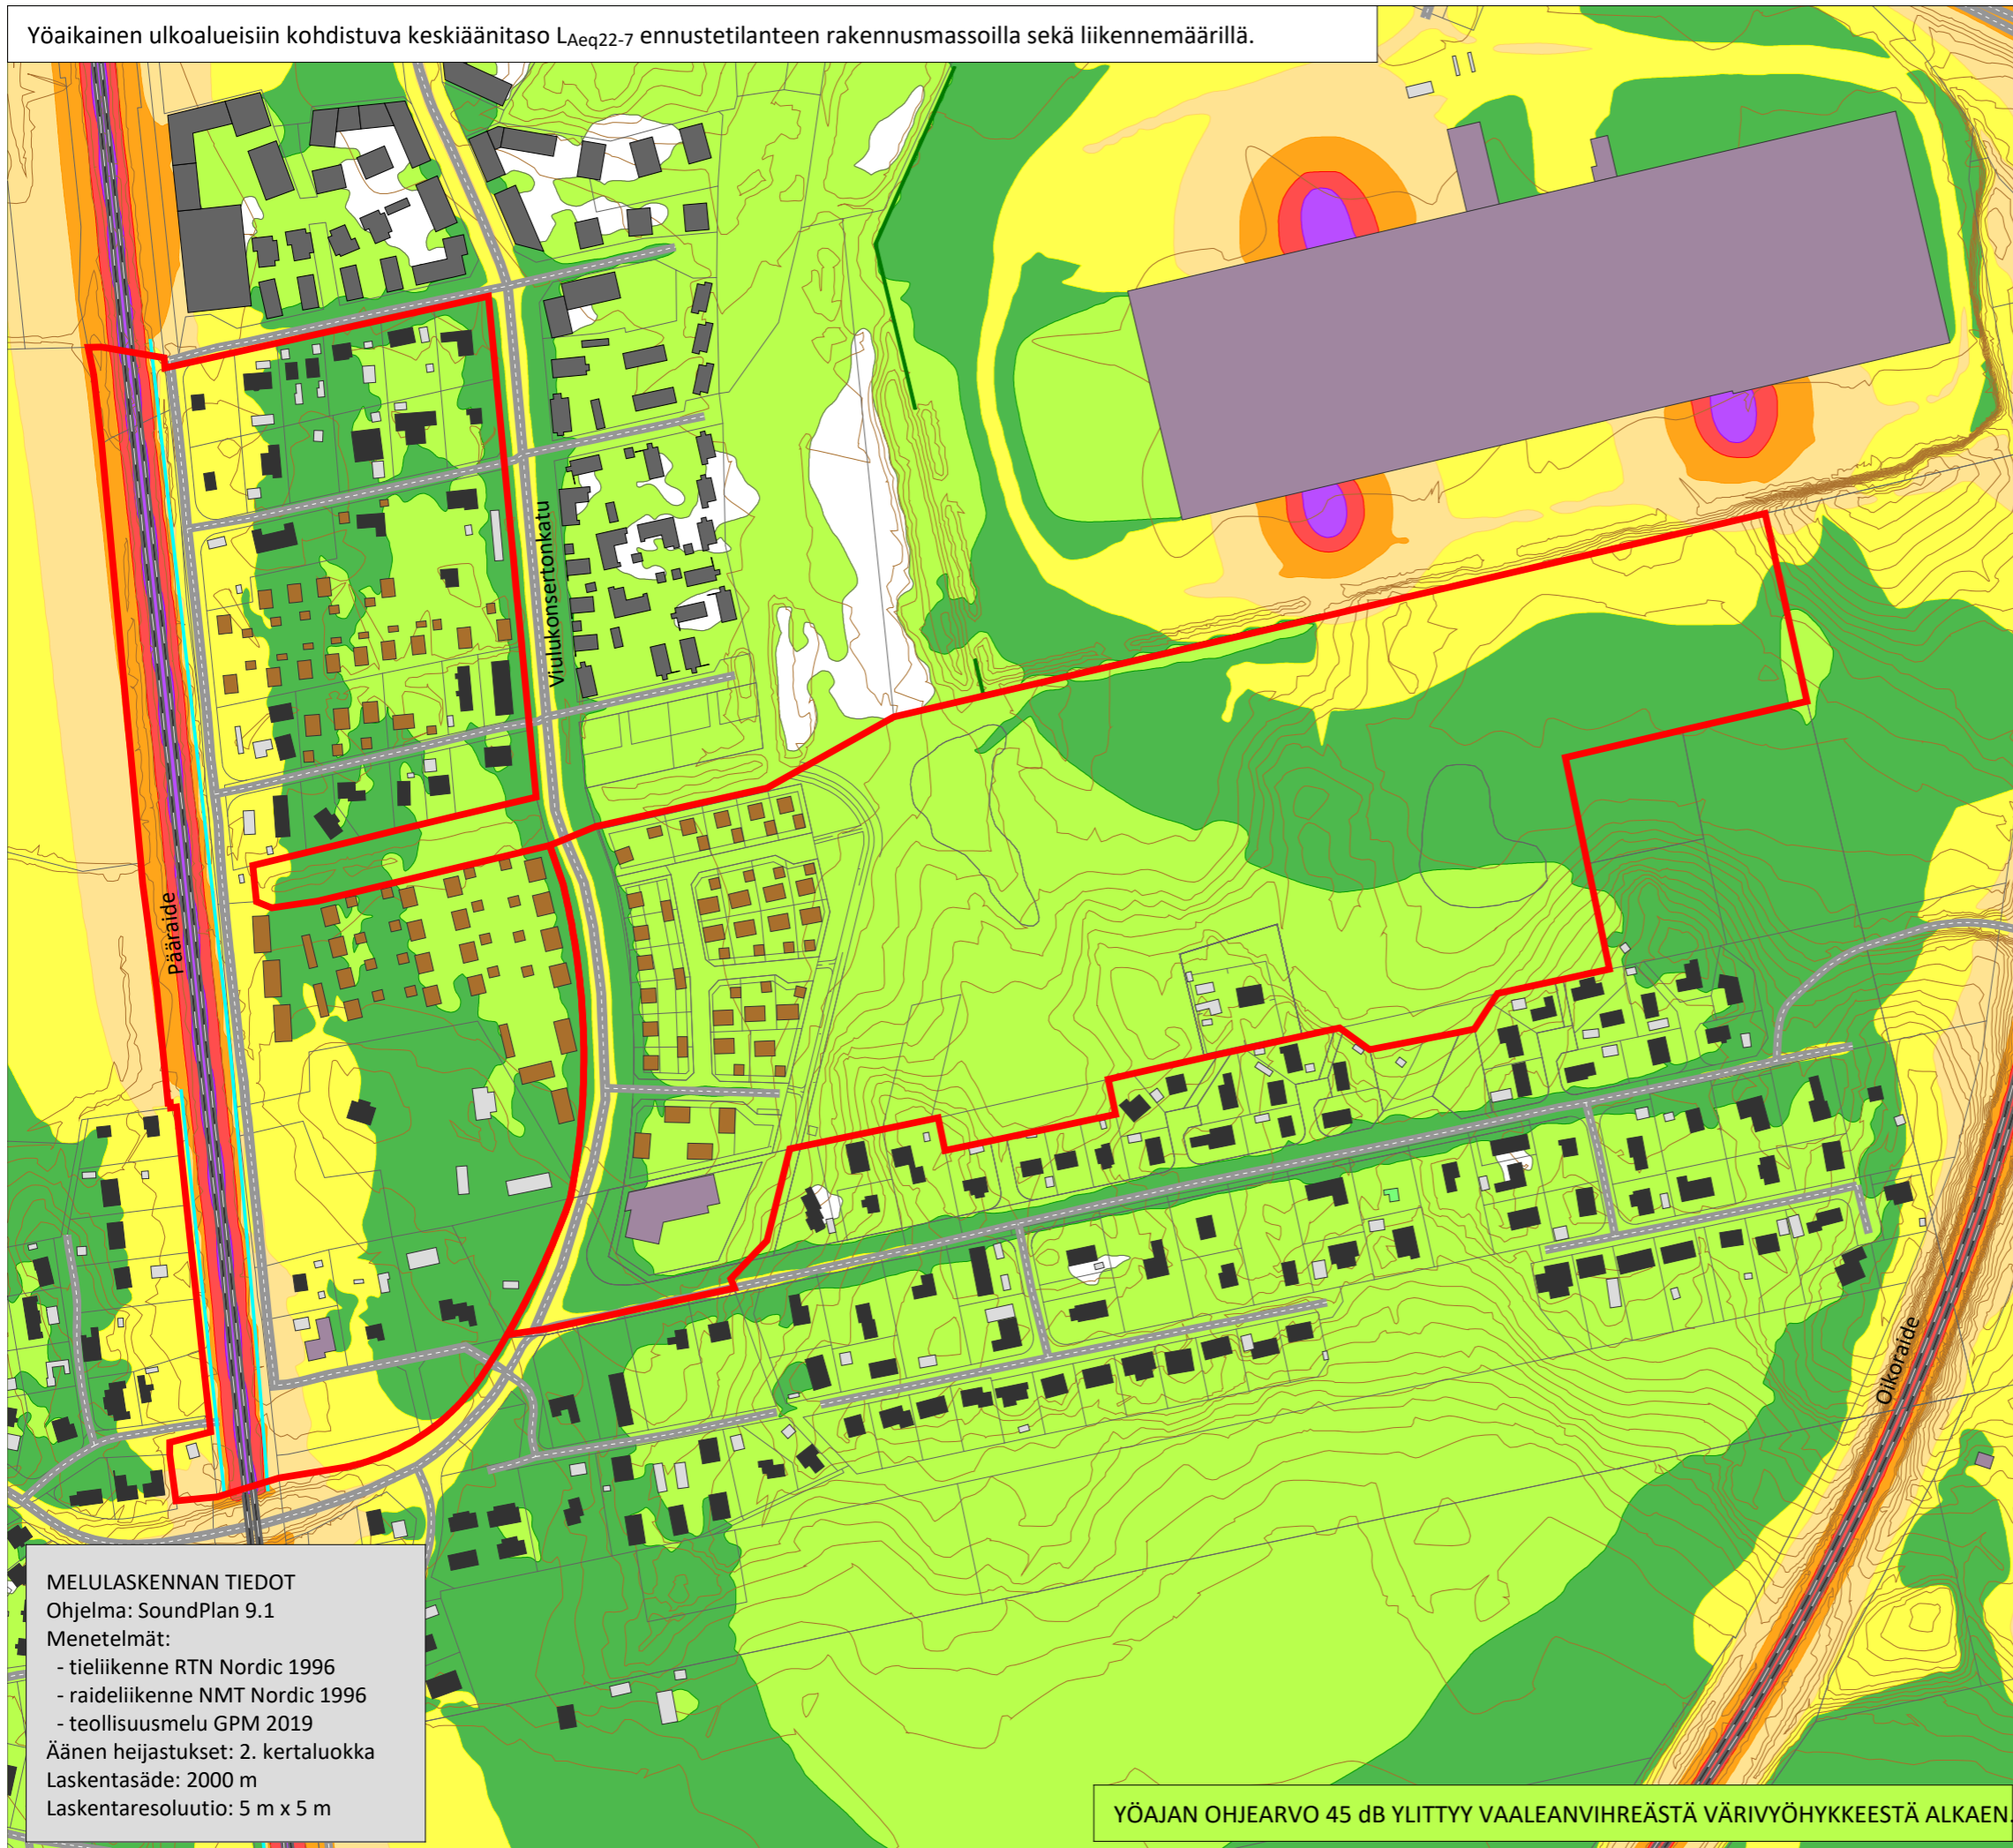 Yöaikainen ulkoalueisiin kohdistuva keskiäänitaso LAeq22-7 ennustetilanteen rakennusmassoilla sekä liikennemäärillä.
Viulukonsertonkatu
Pääraide
Oikoraide
MELULASKENNAN TIEDOT
Ohjelma: SoundPlan 9.1
Menetelmät:
- tieliikenne RTN Nordic 1996
- raideliikenne NMT Nordic 1996
- teollisuusmelu GPM 2019
Äänen heijastukset: 2. kertaluokka
Laskentasäde: 2000 m
Laskentaresoluutio: 5 m x 5 m
YÖAJAN OHJEARVO 45 dB YLITTYY VAALEANVIHREÄSTÄ VÄRIVYÖHYKKEESTÄ ALKAEN.